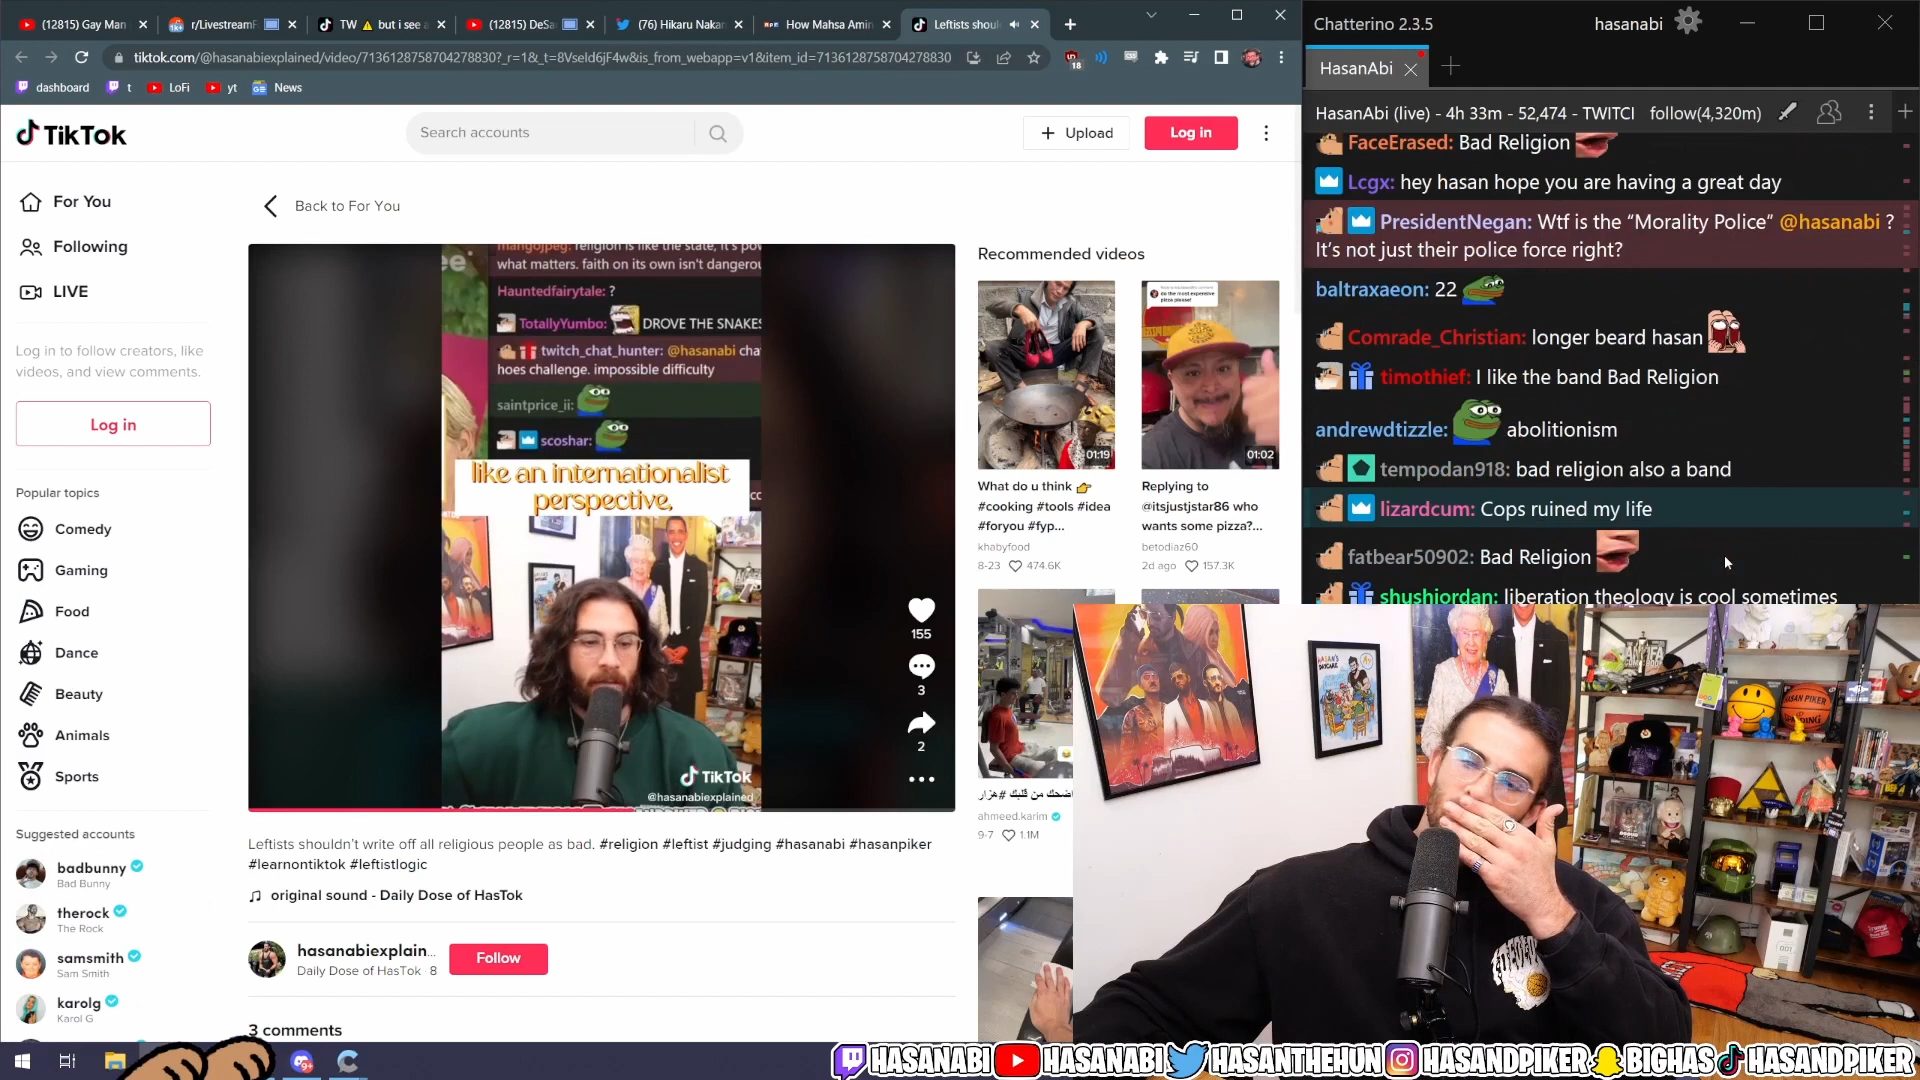 (12815) Gay Man
r/LivestreamF
TW ⚠ but i see a
(12815) DeSa
(76) Hikaru Nakar
How Mahsa Amin
Leftists shoul
tiktok.com/@hasanabiexplained/video/7136128758704278830?_r=1&_t=8Vseld6jF4w&is_from_webapp=v1&item_id=7136128758704278830
18
dashboard
t
LoFi
yt
News
TikTok
Search accounts
Upload
Log in
For You
Following
LIVE
Log in to follow creators, like
videos, and view comments.
Log in
Popular topics
Comedy
Gaming
Food
Dance
Beauty
Animals
Sports
Suggested accounts
badbunny
Bad Bunny
therock
The Rock
samsmith
Sam Smith
karolg
Karol G
Back to For You
what matters. faith on its own isn't dangerou
Hauntedfairytale: ?
TotallyYumbo: DROVE THE SNAKES
twitch_chat_hunter: @hasanabi cha
hoes challenge. impossible difficulty
saintprice_ii:
scoshar:
like an internationalist
perspective,
TikTok
@hasanabiexplained
155
3
2
Leftists shouldn't write off all religious people as bad. #religion #leftist #judging #hasanabi #hasanpiker
#learnontiktok #leftistlogic
original sound - Daily Dose of HasTok
hasanabiexplain...
Daily Dose of HasTok · 8
Follow
3 comments
Recommended videos
01:19
What do u think 👉
#cooking #tools #idea
#foryou #fyp...
khabyfood
8-23 474.6K
01:02
Replying to
@itsjustjstar86 who
wants some pizza?...
betodiaz60
2d ago 157.3K
اضحك من قلبك #هزار
ahmeed.karim
9-7 1.1M
Chatterino 2.3.5
hasanabi
HasanAbi
HasanAbi (live) - 4h 33m - 52,474 - TWITCI
follow(4,320m)
FaceErased: Bad Religion
Lcgx: hey hasan hope you are having a great day
PresidentNegan: Wtf is the “Morality Police” @hasanabi ?
It's not just their police force right?
baltraxaeon: 22
Comrade_Christian: longer beard hasan
timothief: I like the band Bad Religion
andrewdtizzle: abolitionism
tempodan918: bad religion also a band
lizardcum: Cops ruined my life
fatbear50902: Bad Religion
shushjordan: liberation theology is cool sometimes
HASANABI HASANABI HASANTHEHUN HASANDPIKER BIGHAS HASANDPIKER